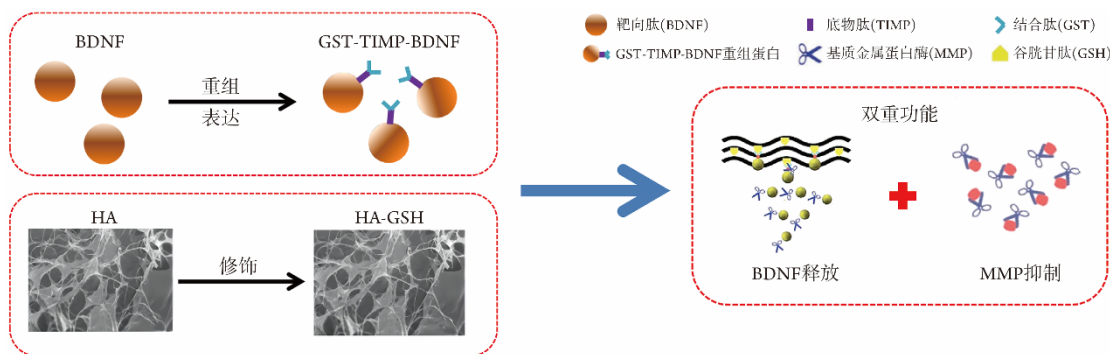 BDNF
GST-TIMP-BDNF
重组
表达
HA
HA-GSH
修饰
靶向肽(BDNF)
底物肽(TIMP)
结合肽(GST)
GST-TIMP-BDNF重组蛋白
基质金属蛋白酶(MMP)
谷胱甘肽(GSH)
双重功能
BDNF释放
MMP抑制